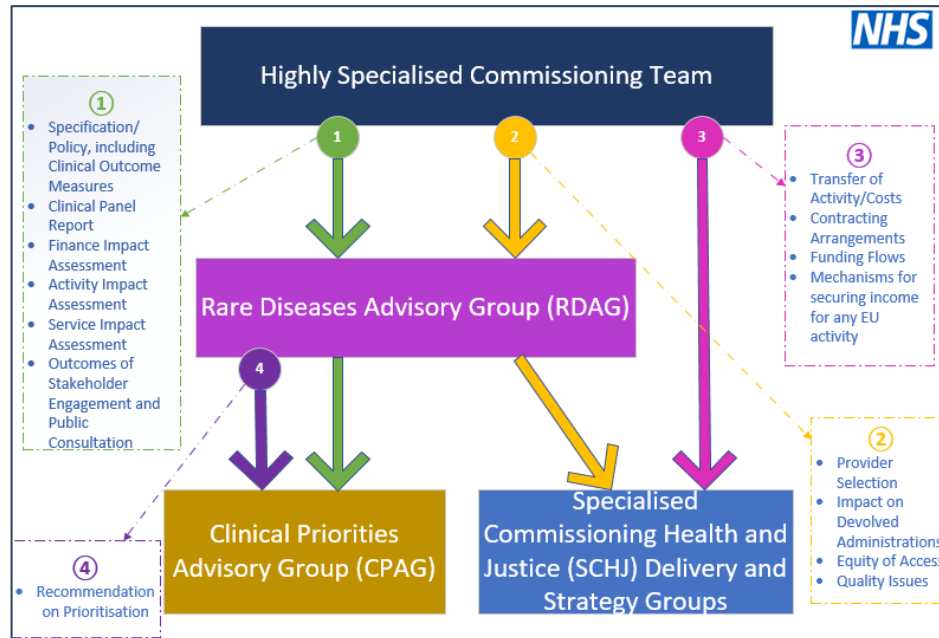 NHS
Highly Specialised Commissioning Team
1
2
3
①
• Specification/
Policy, including
Clinical Outcome
Measures
• Clinical Panel
Report
• Finance Impact
Assessment
• Activity Impact
Assessment
• Service Impact
Assessment
• Outcomes of
Stakeholder
Engagement and
Public
Consultation
③
• Transfer of
Activity/Costs
• Contracting
Arrangements
• Funding Flows
• Mechanisms for
securing income
for any EU
activity
Rare Diseases Advisory Group (RDAG)
4
②
• Provider
Selection
• Impact on
Devolved
Administrations
• Equity of Access
• Quality Issues
Clinical Priorities
Advisory Group (CPAG)
Specialised
Commissioning Health and
Justice (SCHJ) Delivery and
Strategy Groups
④
• Recommendation
on Prioritisation